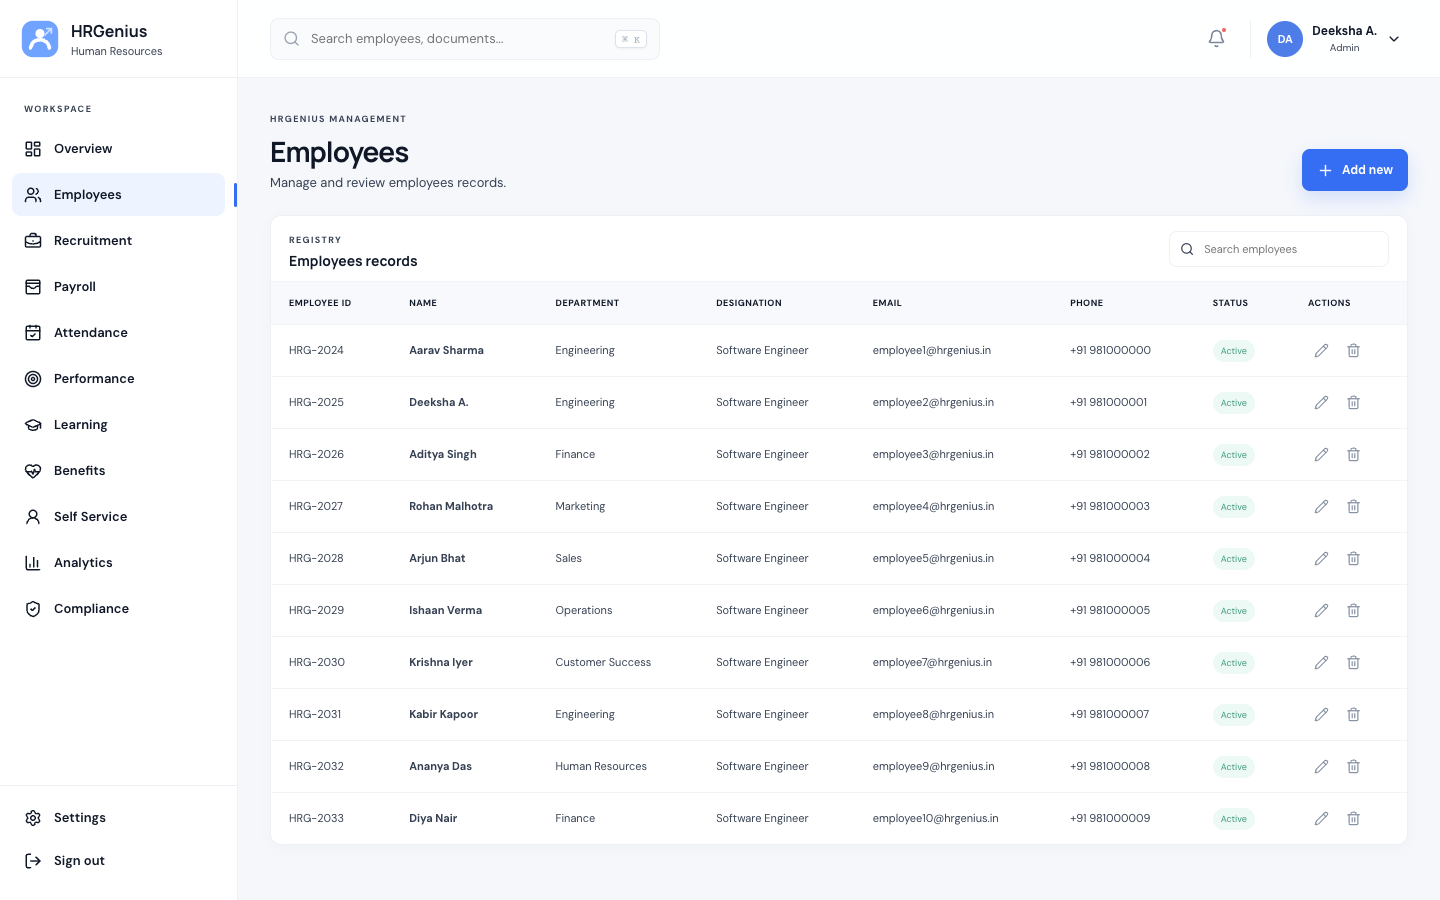 HRGenius
Human Resources
Search employees, documents...
⌘ K
DA
Deeksha A.
Admin
WORKSPACE
Overview
Employees
Recruitment
Payroll
Attendance
Performance
Learning
Benefits
Self Service
Analytics
Compliance
Settings
Sign out
HRGENIUS MANAGEMENT
Employees
Manage and review employees records.
Add new
REGISTRY
Employees records
Search employees
EMPLOYEE ID NAME DEPARTMENT DESIGNATION EMAIL PHONE STATUS ACTIONS
HRG-2024 Aarav Sharma Engineering Software Engineer employee1@hrgenius.in +91 981000000 Active
HRG-2025 Deeksha A. Engineering Software Engineer employee2@hrgenius.in +91 981000001 Active
HRG-2026 Aditya Singh Finance Software Engineer employee3@hrgenius.in +91 981000002 Active
HRG-2027 Rohan Malhotra Marketing Software Engineer employee4@hrgenius.in +91 981000003 Active
HRG-2028 Arjun Bhat Sales Software Engineer employee5@hrgenius.in +91 981000004 Active
HRG-2029 Ishaan Verma Operations Software Engineer employee6@hrgenius.in +91 981000005 Active
HRG-2030 Krishna Iyer Customer Success Software Engineer employee7@hrgenius.in +91 981000006 Active
HRG-2031 Kabir Kapoor Engineering Software Engineer employee8@hrgenius.in +91 981000007 Active
HRG-2032 Ananya Das Human Resources Software Engineer employee9@hrgenius.in +91 981000008 Active
HRG-2033 Diya Nair Finance Software Engineer employee10@hrgenius.in +91 981000009 Active